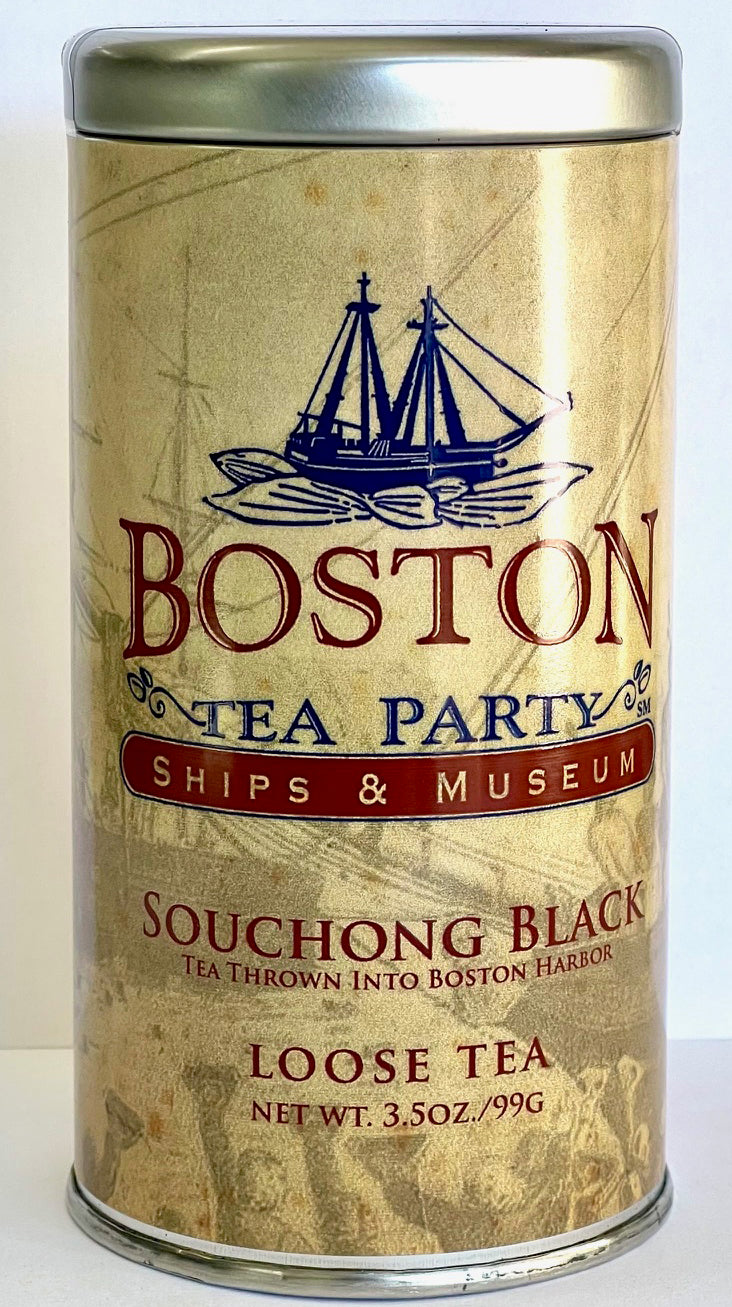 BOSTON
TEA PARTY SM
SHIPS & MUSEUM
SOUCHONG BLACK
TEA THROWN INTO BOSTON HARBOR
LOOSE TEA
NET WT. 3.5OZ./99G